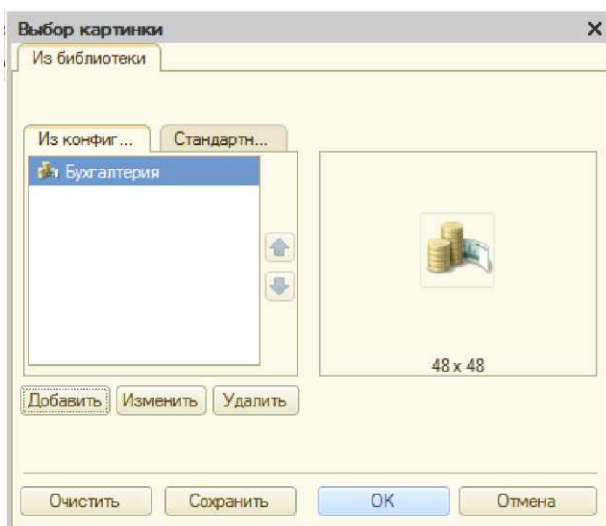 Выбор картинки
Из библиотеки
Из конфиг...
Стандартн...
Бухгалтерия
48 x 48
Добавить
Изменить
Удалить
Очистить
Сохранить
OK
Отмена